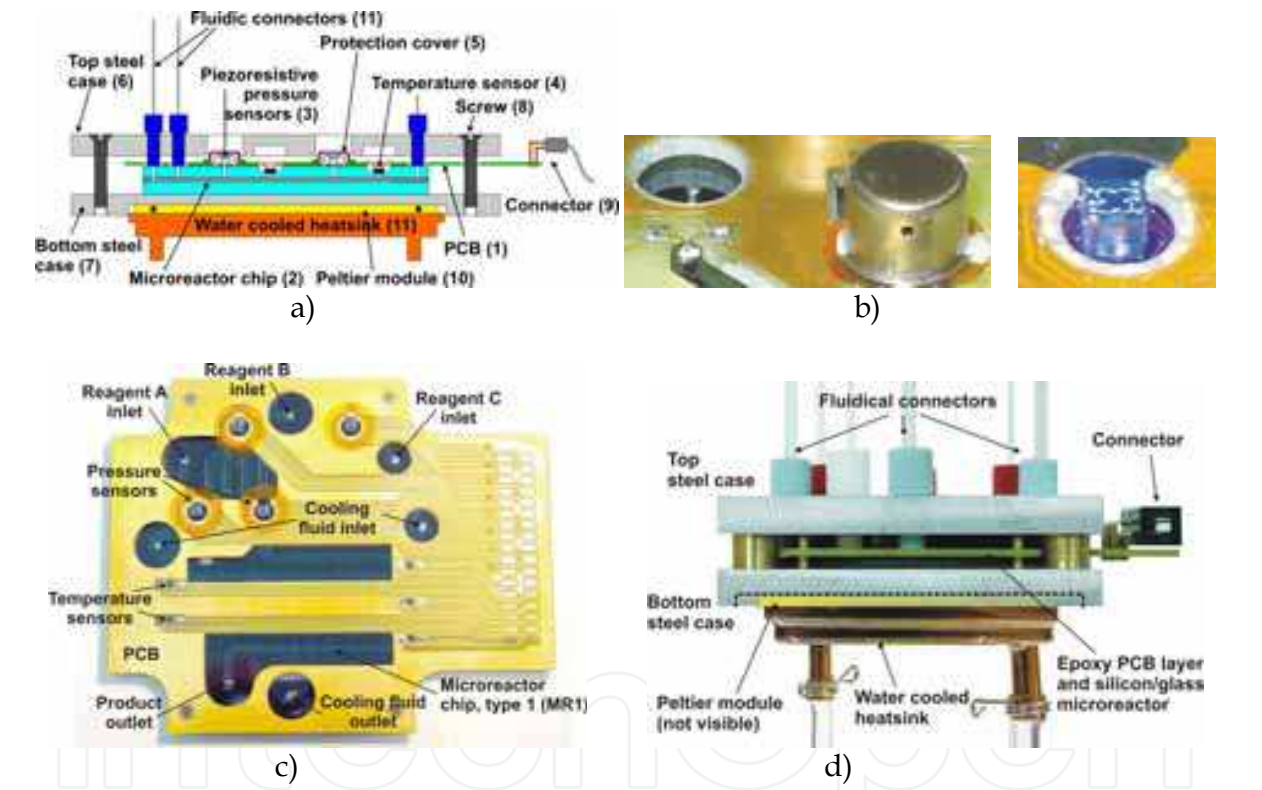 Fluidic connectors (11)
Protection cover (5)
Top steel
case (6)
Piezoresistive
pressure
sensors (3)
Temperature sensor (4)
Screw (8)
Connector (9)
Water cooled heatsink (11)
Bottom steel
case (7)
PCB (1)
Microreactor chip (2)
Peltier module (10)
a)
b)
Reagent B
inlet
Reagent A
inlet
Reagent C
inlet
Pressure
sensors
Cooling
fluid inlet
Temperature
sensors
PCB
Product
outlet
Cooling fluid
outlet
Microreactor
chip, type 1 (MR1)
c)
Fluidical connectors
Connector
Top
steel case
Bottom
steel case
Peltier module
(not visible)
Water cooled
heatsink
Epoxy PCB layer
and silicon/glass
microreactor
d)
intechopen